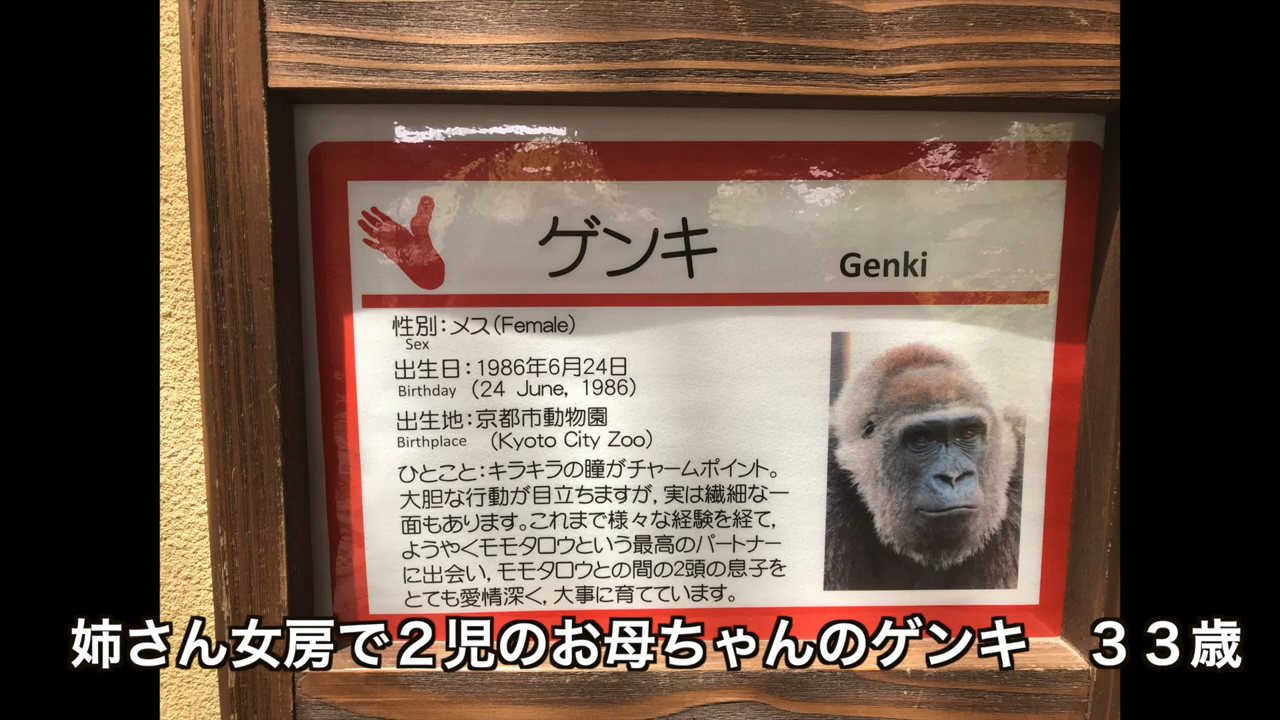 ゲンキ Genki
性別：メス（Female）
Sex
出生日：1986年6月24日
Birthday （24 June, 1986）
出生地：京都市動物園
Birthplace （Kyoto City Zoo）
ひとこと：キラキラの瞳がチャームポイント。
大胆な行動が目立ちますが，実は繊細な一
面もあります。これまで様々な経験を経て，
ようやくモモタロウという最高のパートナー
に出会い，モモタロウとの間の2頭の息子を
とても愛情深く，大事に育てています。
姉さん女房で２児のお母ちゃんのゲンキ　３３歳